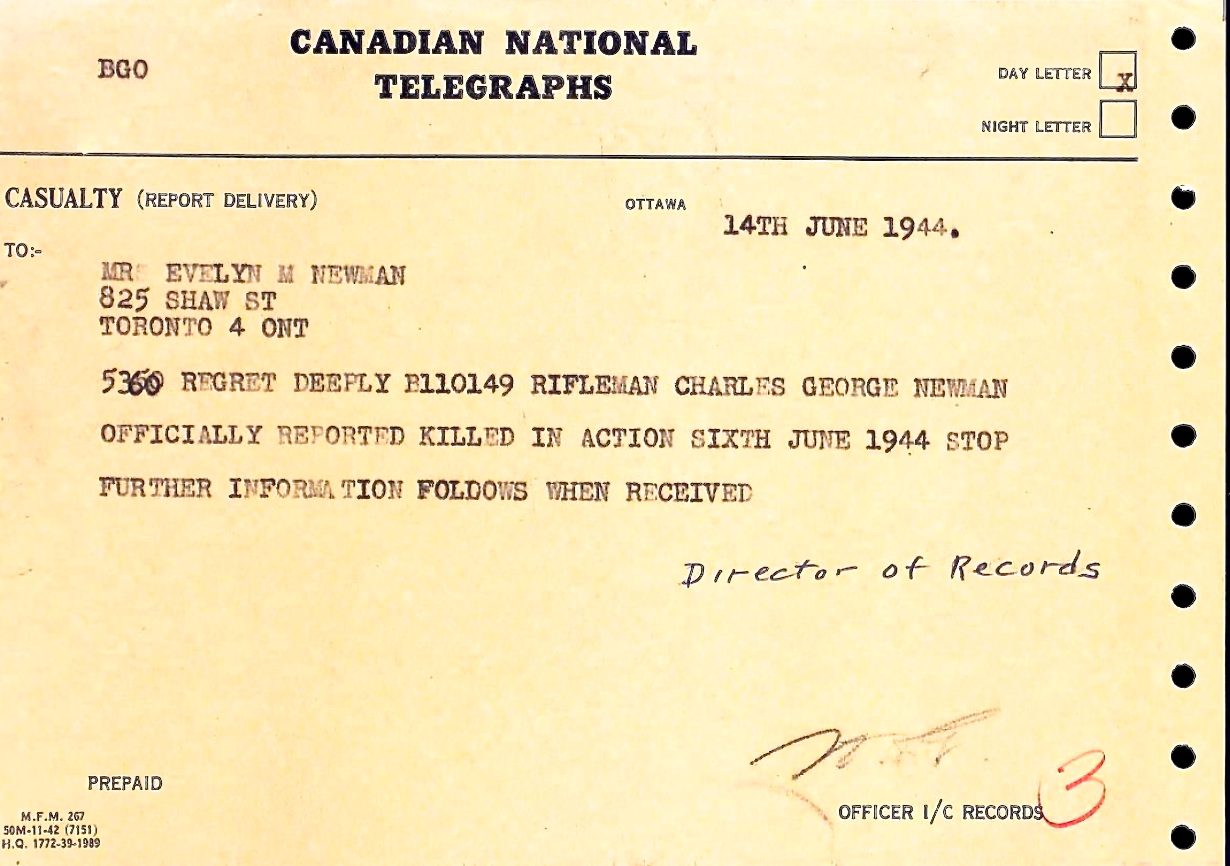 CANADIAN NATIONAL
TELEGRAPHS
BGO
DAY LETTER X
NIGHT LETTER
CASUALTY (REPORT DELIVERY)
OTTAWA
14TH JUNE 1944.
TO:-
MR EVELYN M NEWMAN
825 SHAW ST
TORONTO 4 ONT
5360 REGRET DEEPLY B110149 RIFLEMAN CHARLES GEORGE NEWMAN
OFFICIALLY REPORTED KILLED IN ACTION SIXTH JUNE 1944 STOP
FURTHER INFORMATION FOLDOWS WHEN RECEIVED
Director of Records
PREPAID
OFFICER I/C RECORDS
3
M.F.M. 267
50M-11-42 (7151)
H.Q. 1772-39-1989